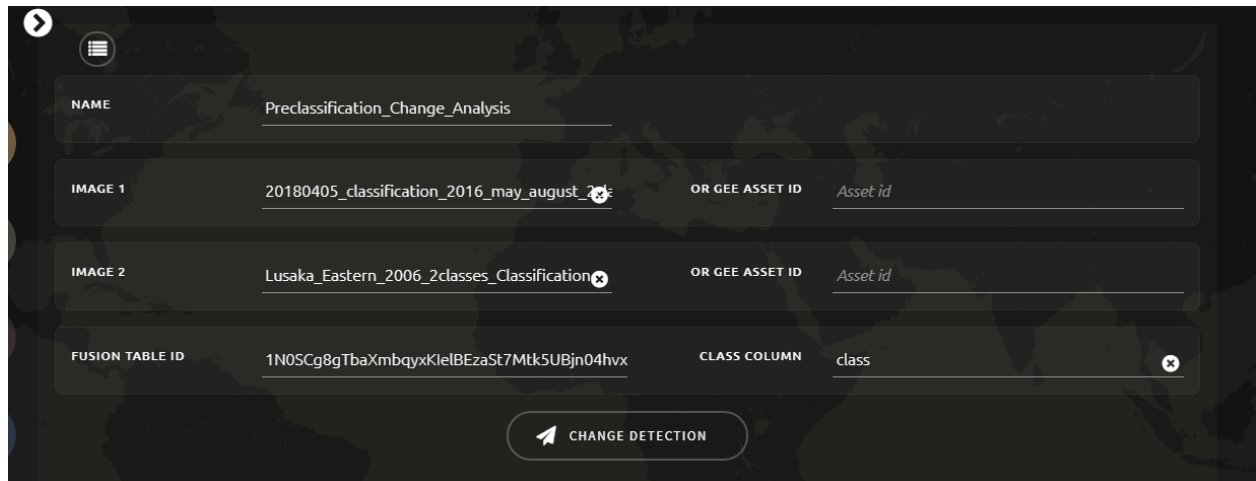 NAME Preclassification_Change_Analysis
IMAGE 1 20180405_classification_2016_may_august_2 OR GEE ASSET ID Asset id
IMAGE 2 Lusaka_Eastern_2006_2classes_Classification OR GEE ASSET ID Asset id
FUSION TABLE ID 1N0SCg8gTbaXmbqyxKIelBEzaSt7Mtk5UBjn04hvx CLASS COLUMN class
CHANGE DETECTION